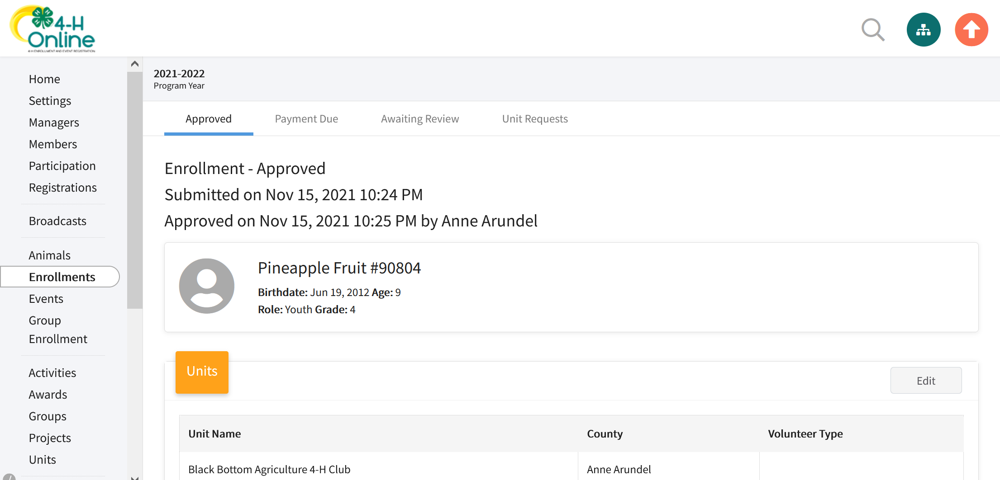 4-H
Online
4-H ENROLLMENT AND EVENT REGISTRATION
Home
Settings
Managers
Members
Participation
Registrations
Broadcasts
Animals
Enrollments
Events
Group
Enrollment
Activities
Awards
Groups
Projects
Units
2021-2022
Program Year
Approved
Payment Due
Awaiting Review
Unit Requests
Enrollment - Approved
Submitted on Nov 15, 2021 10:24 PM
Approved on Nov 15, 2021 10:25 PM by Anne Arundel
Pineapple Fruit #90804
Birthdate: Jun 19, 2012 Age: 9
Role: Youth Grade: 4
Units
Edit
Unit Name County Volunteer Type
Black Bottom Agriculture 4-H Club Anne Arundel